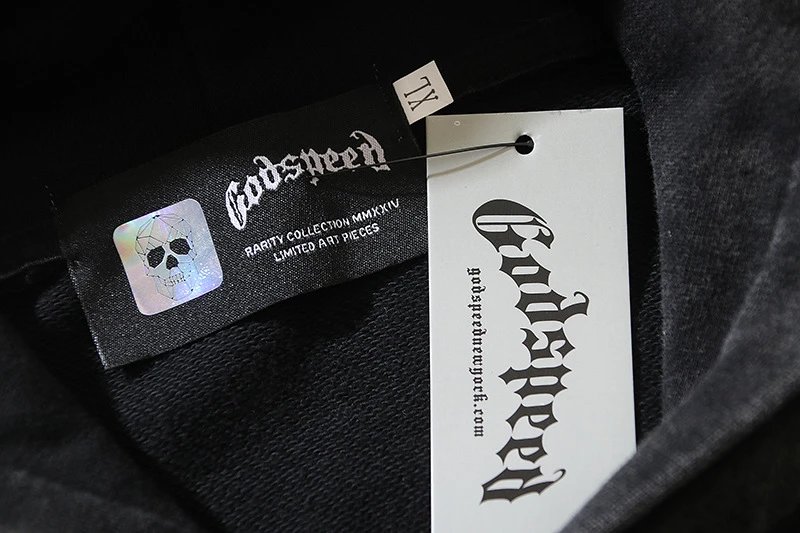 XL
Godspeed
RARITY COLLECTION MMXXIV
LIMITED ART PIECES
Godspeed
godspeednewyork.com